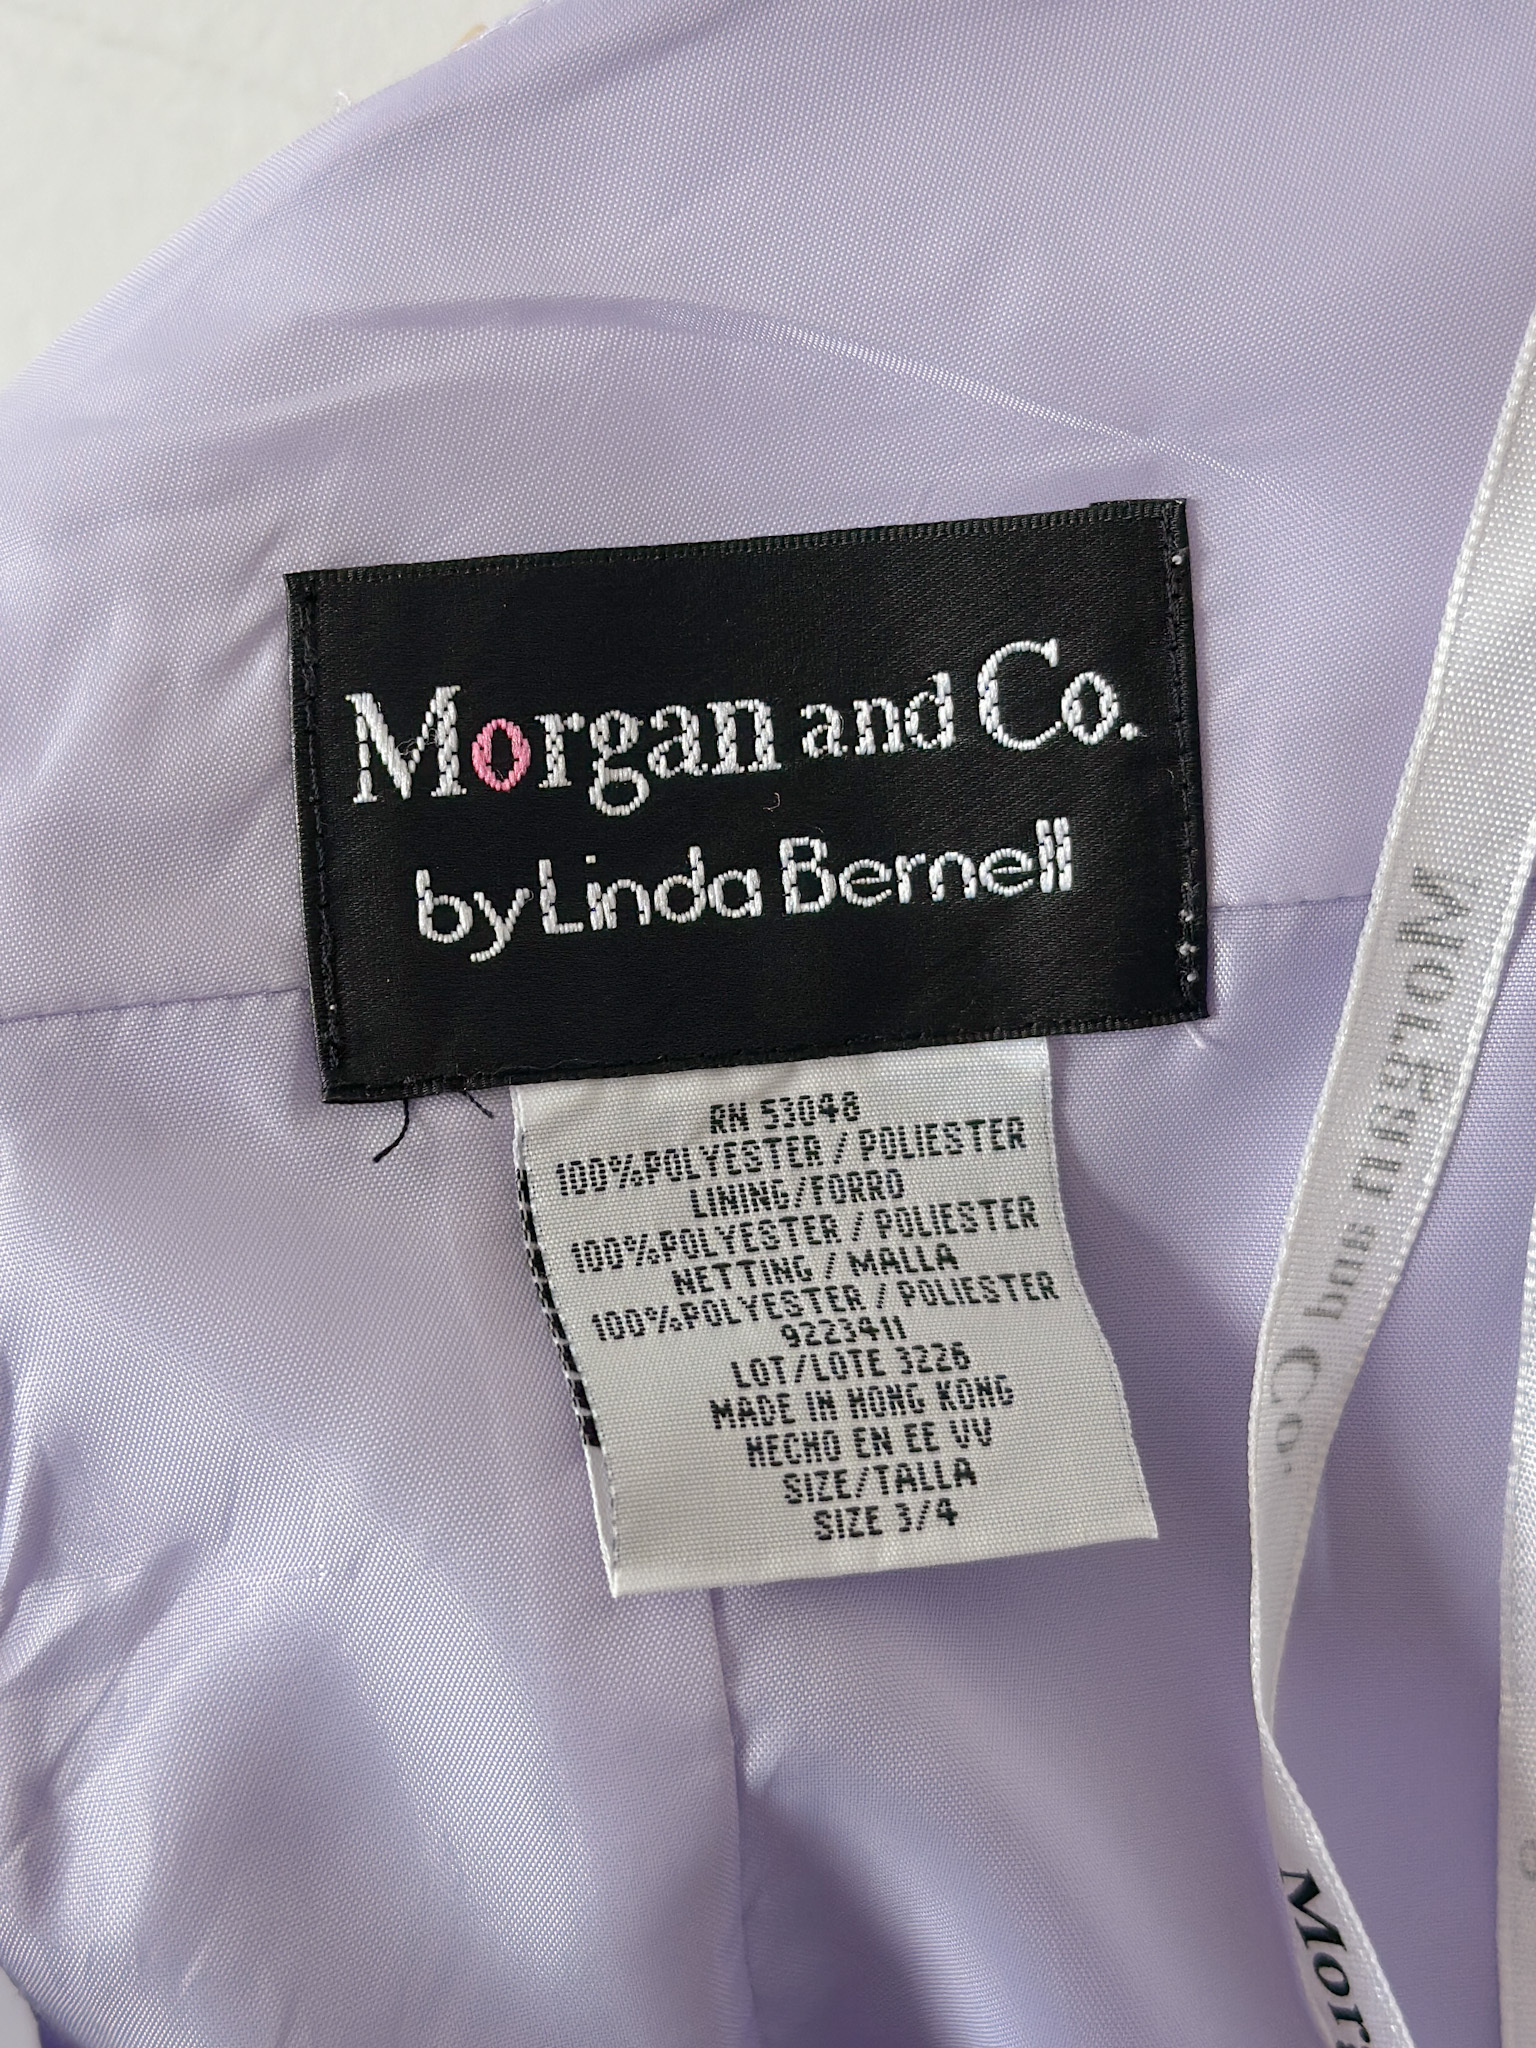 Morgan and Co.
by Linda Bernell
RN 53048
100%POLYESTER / POLIESTER
LINING/FORRO
100%POLYESTER / POLIESTER
NETTING / MALLA
100%POLYESTER / POLIESTER
9223411
LOT/LOTE 3226
MADE IN HONG KONG
HECHO EN EE VV
SIZE/TALLA
SIZE 3/4
Morgan and Co.
Mor